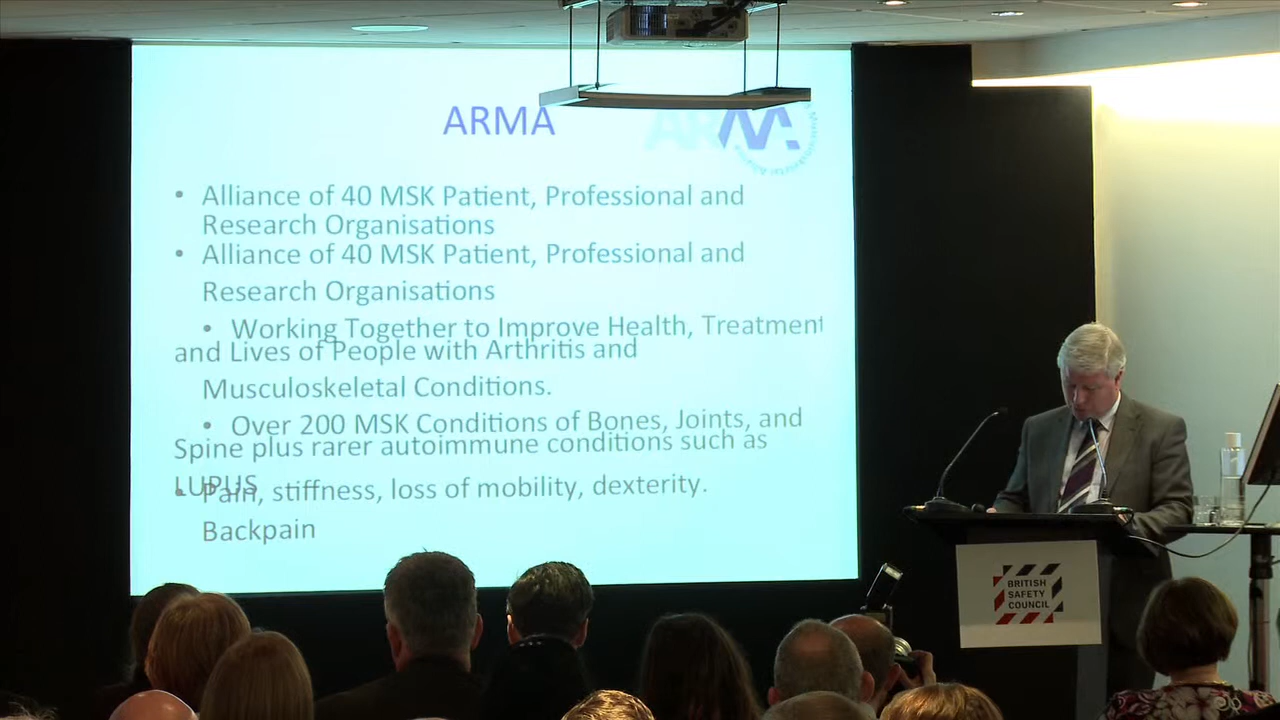 ARMA
ARMA
• Alliance of 40 MSK Patient, Professional and
Research Organisations
• Alliance of 40 MSK Patient, Professional and
Research Organisations
• Working Together to Improve Health, Treatment
and Lives of People with Arthritis and
Musculoskeletal Conditions.
• Over 200 MSK Conditions of Bones, Joints, and
Spine plus rarer autoimmune conditions such as
LUPUS
• Pain, stiffness, loss of mobility, dexterity.
Backpain
BRITISH
SAFETY
COUNCIL